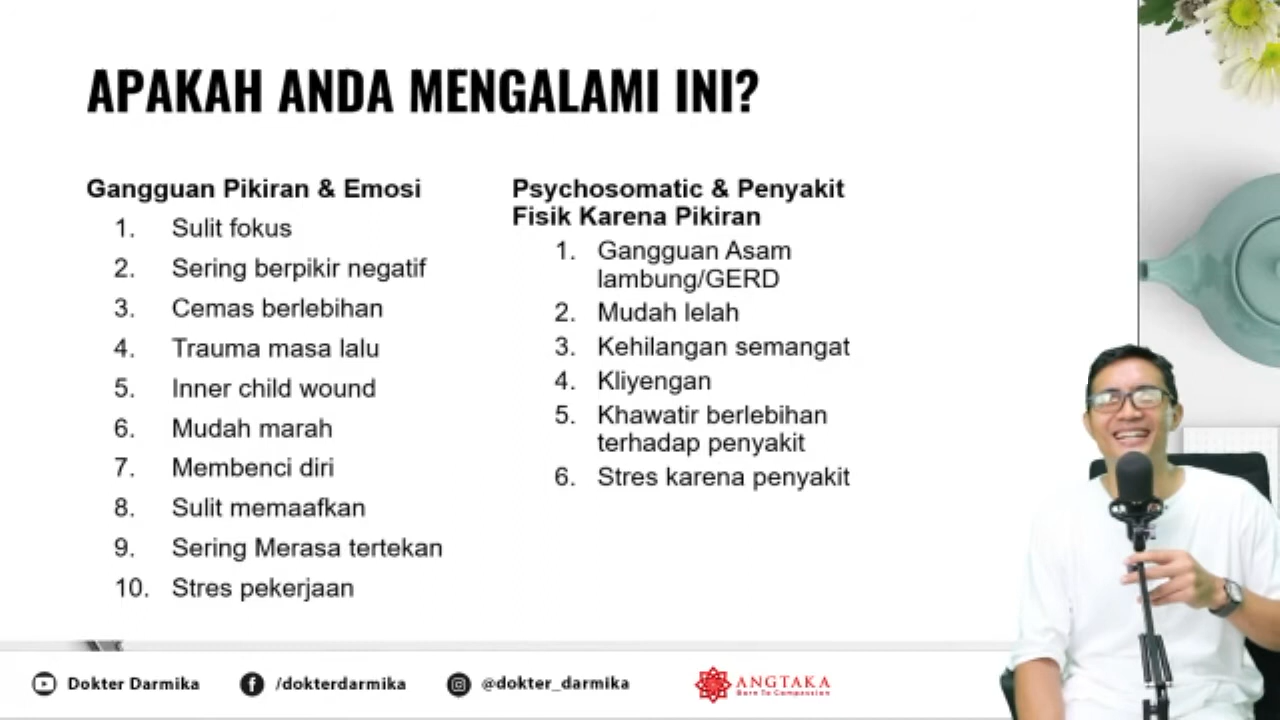 APAKAH ANDA MENGALAMI INI?
Gangguan Pikiran & Emosi
1. Sulit fokus
2. Sering berpikir negatif
3. Cemas berlebihan
4. Trauma masa lalu
5. Inner child wound
6. Mudah marah
7. Membenci diri
8. Sulit memaafkan
9. Sering Merasa tertekan
10. Stres pekerjaan
Psychosomatic & Penyakit
Fisik Karena Pikiran
1. Gangguan Asam
lambung/GERD
2. Mudah lelah
3. Kehilangan semangat
4. Kliyengan
5. Khawatir berlebihan
terhadap penyakit
6. Stres karena penyakit
Dokter Darmika
/dokterdarmika
@dokter_darmika
ANGTAKA
Born To Compassion